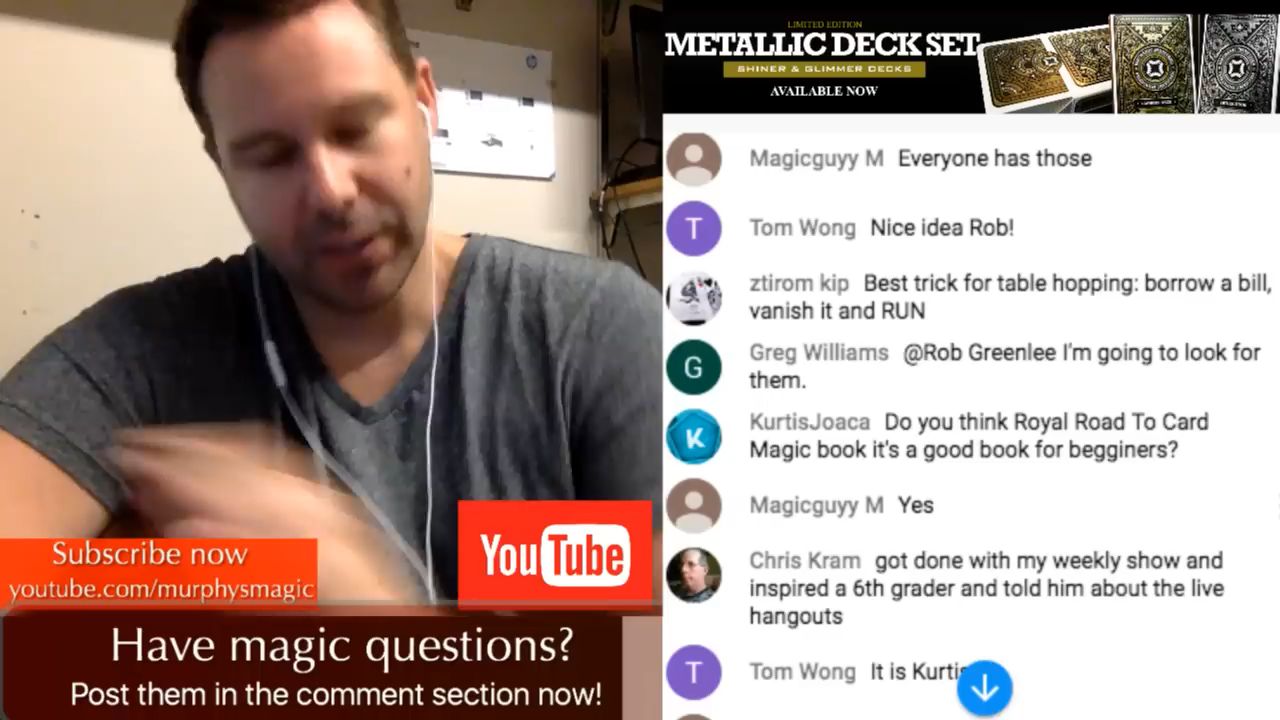 LIMITED EDITION
METALLIC DECK SET
SHINER & GLIMMER DECKS
AVAILABLE NOW
Magicguyy M Everyone has those
T Tom Wong Nice idea Rob!
ztirom kip Best trick for table hopping: borrow a bill,
vanish it and RUN
G Greg Williams @Rob Greenlee I'm going to look for
them.
K KurtisJoaca Do you think Royal Road To Card
Magic book it's a good book for begginers?
Magicguyy M Yes
Chris Kram got done with my weekly show and
inspired a 6th grader and told him about the live
hangouts
T Tom Wong It is Kurtis
YouTube
Subscribe now
youtube.com/murphysmagic
Have magic questions?
Post them in the comment section now!
hp